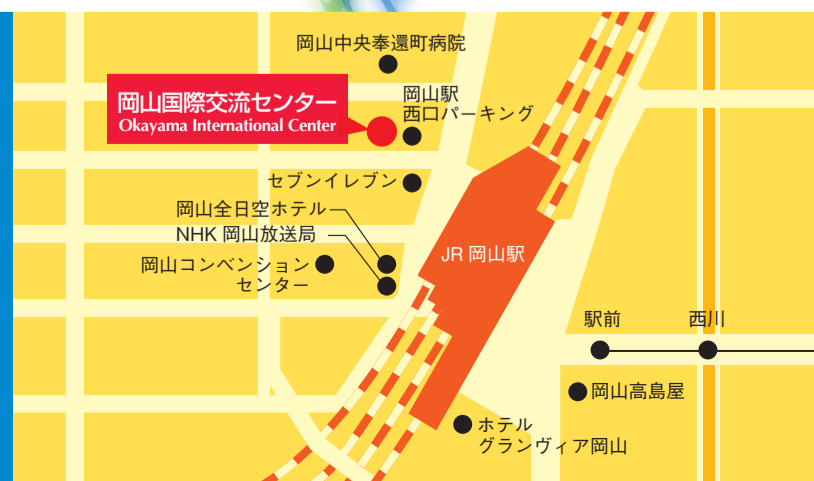 岡山中央奉還町病院
岡山国際交流センター
Okayama International Center
岡山駅
西口パーキング
セブンイレブン
岡山全日空ホテル
NHK 岡山放送局
岡山コンベンション
センター
JR 岡山駅
駅前
西川
岡山高島屋
ホテル
グランヴィア岡山